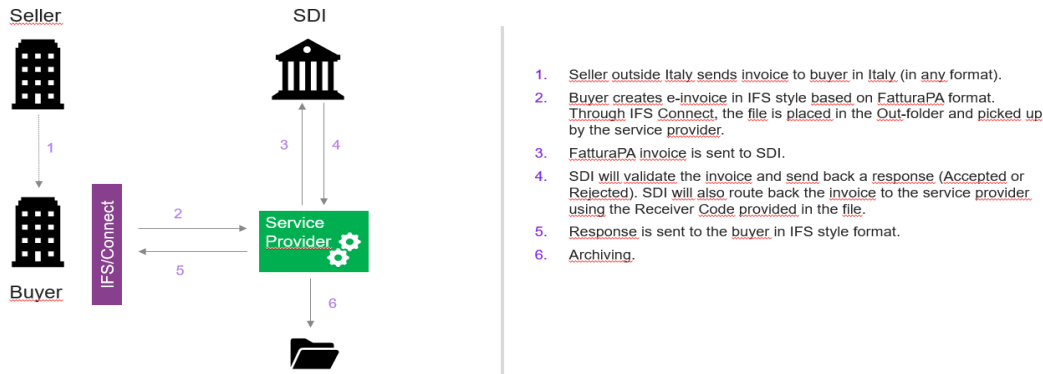 Seller
SDI
1
3
4
2
5
6
IFS/Connect
Service
Provider
Buyer
1. Seller outside Italy sends invoice to buyer in Italy (in any format).
2. Buyer creates e-invoice in IFS style based on FatturaPA format.
Through IFS Connect, the file is placed in the Out-folder and picked up
by the service provider.
3. FatturaPA invoice is sent to SDI.
4. SDI will validate the invoice and send back a response (Accepted or
Rejected). SDI will also route back the invoice to the service provider
using the Receiver Code provided in the file.
5. Response is sent to the buyer in IFS style format.
6. Archiving.